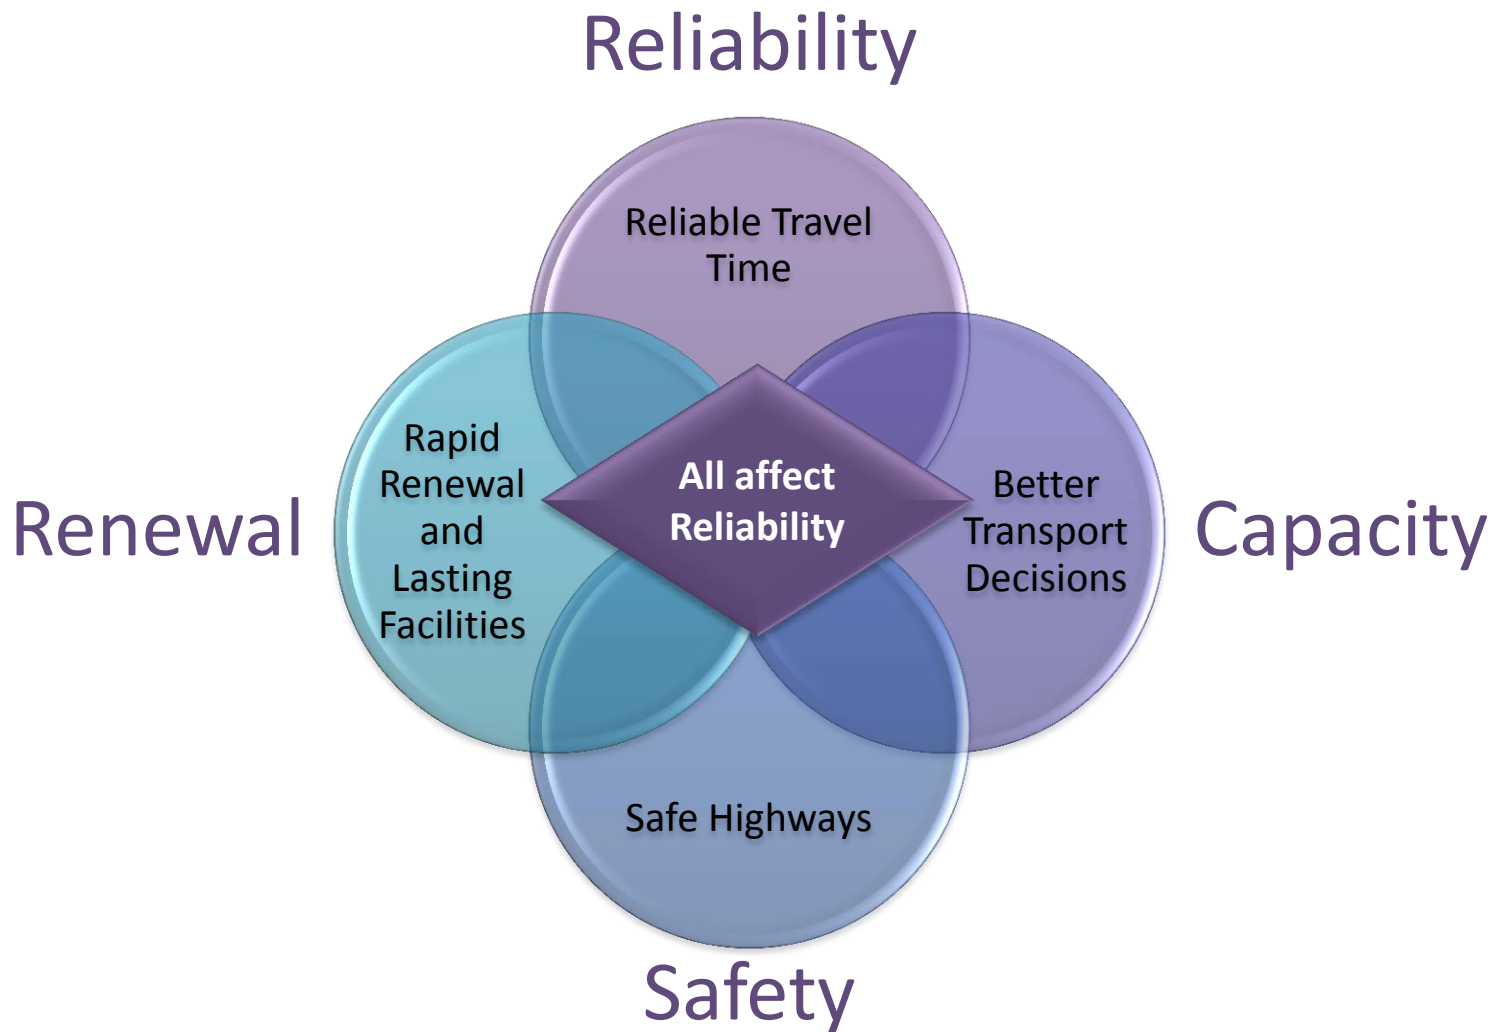 Reliability
Reliable Travel
Time
Renewal
Rapid
Renewal
and
Lasting
Facilities
All affect
Reliability
Better
Transport
Decisions
Capacity
Safe Highways
Safety